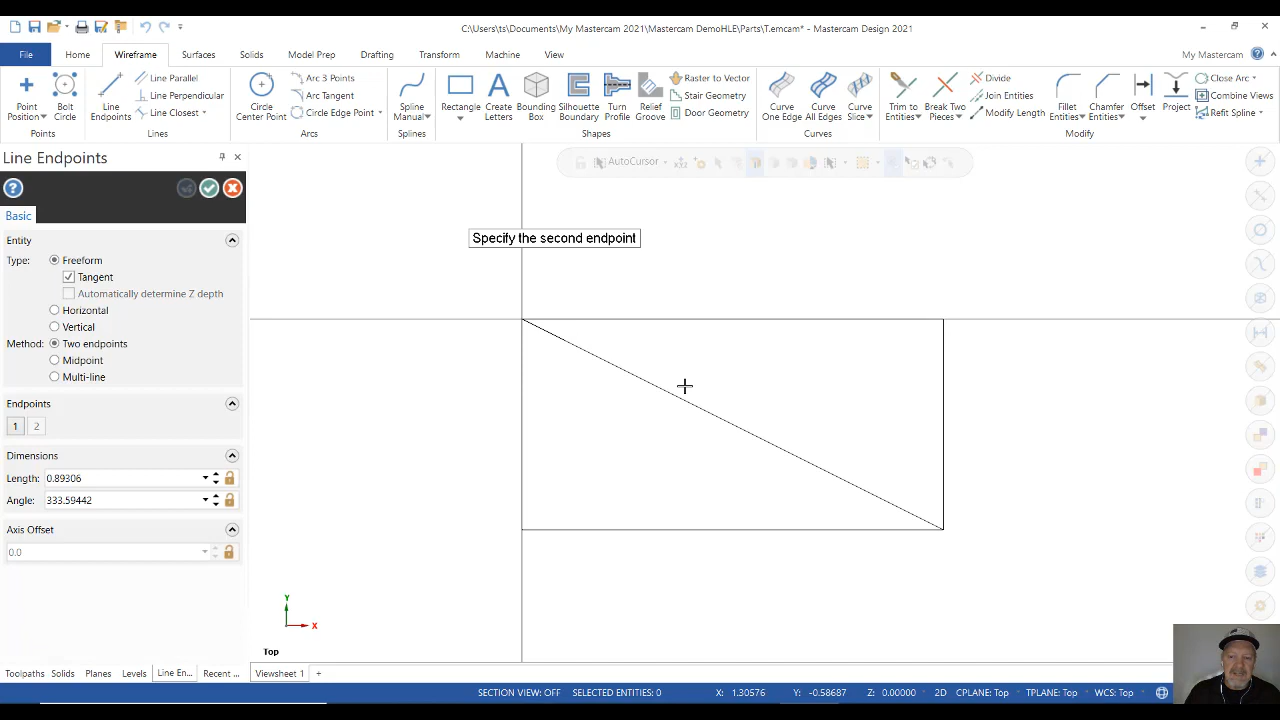 C:\Users\ts\Documents\My Mastercam 2021\Mastercam DemoHLE\Parts\T.emcam* - Mastercam Design 2021
File Home Wireframe Surfaces Solids Model Prep Drafting Transform Machine View My Mastercam
Point Position
Bolt Circle
Points
Line Endpoints
Line Parallel
Line Perpendicular
Line Closest
Lines
Circle Center Point
Arc 3 Points
Arc Tangent
Circle Edge Point
Arcs
Spline Manual
Splines
Rectangle
Create Letters
Bounding Box
Silhouette Boundary
Turn Profile
Relief Groove
Raster to Vector
Stair Geometry
Door Geometry
Shapes
Curve One Edge
Curve All Edges
Curve Slice
Curves
Trim to Entities
Break Two Pieces
Divide
Join Entities
Modify Length
Fillet Entities
Chamfer Entities
Offset
Project
Close Arc
Combine Views
Refit Spline
Modify
Line Endpoints
Basic
Entity
Type: Freeform
Tangent
Automatically determine Z depth
Horizontal
Vertical
Method: Two endpoints
Midpoint
Multi-line
Endpoints
1 2
Dimensions
Length: 0.89306
Angle: 333.59442
Axis Offset
0.0
AutoCursor
Specify the second endpoint
Y
X
Top
Toolpaths Solids Planes Levels Line En... Recent ... Viewsheet 1 +
SECTION VIEW: OFF SELECTED ENTITIES: 0 X: 1.30576 Y: -0.58687 Z: 0.00000 2D CPLANE: Top TPLANE: Top WCS: Top